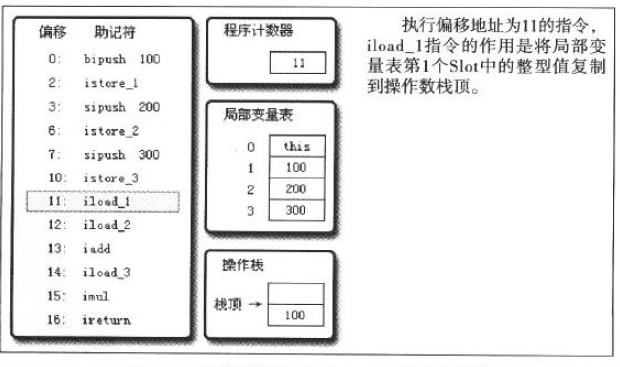 偏移 助记符
0: bipush 100
2: istore_1
3: sipush 200
6: istore_2
7: sipush 300
10: istore_3
11: iload_1
12: iload_2
13: iadd
14: iload_3
15: imul
16: ireturn
程序计数器
11
局部变量表
0 this
1 100
2 200
3 300
操作栈
栈顶 →
100
执行偏移地址为11的指令,
iload_1指令的作用是将局部变
量表第1个Slot中的整型值复制
到操作数栈顶。